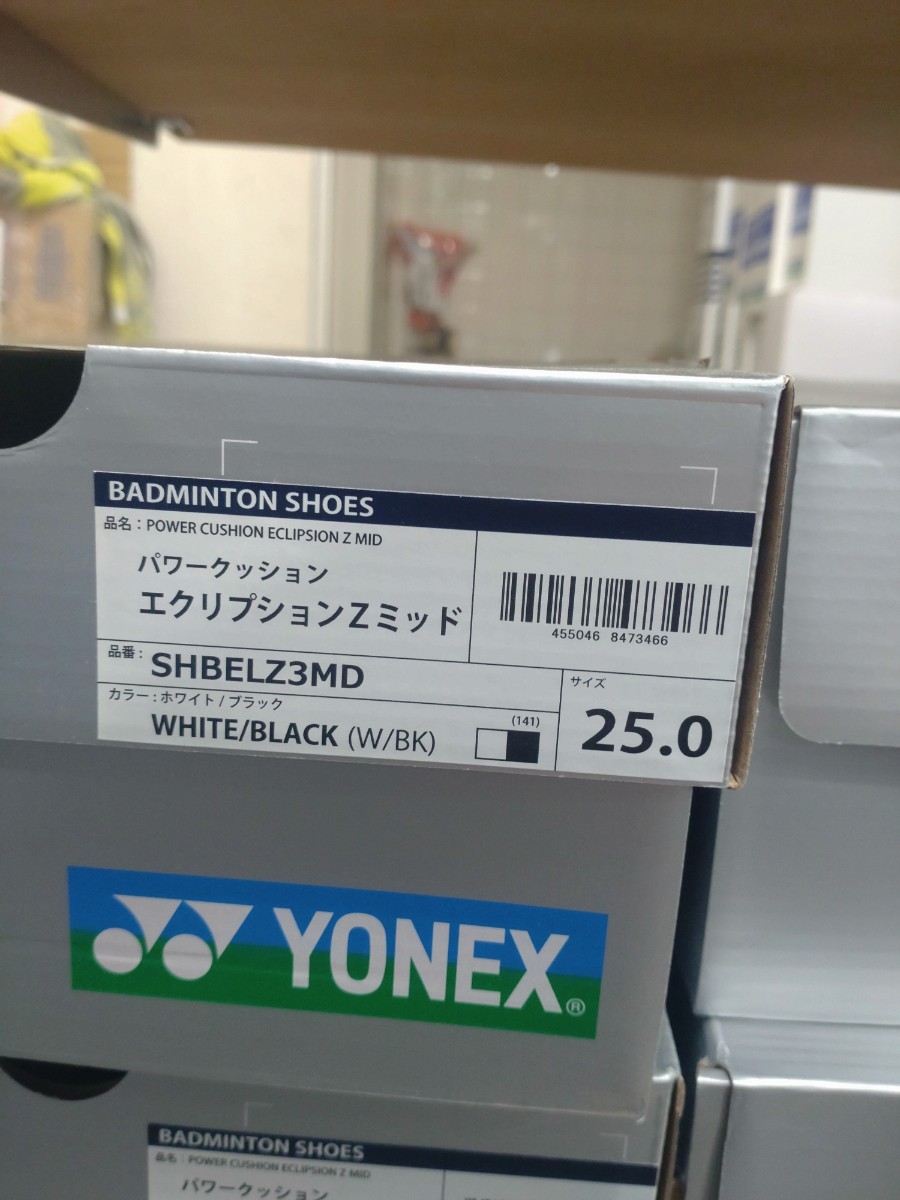 BADMINTON SHOES
品名：POWER CUSHION ECLIPSION Z MID
パワークッション
エクリプションZミッド
455046 8473466
品番：SHBELZ3MD
カラー：ホワイト/ブラック
WHITE/BLACK (W/BK)
(141)
サイズ
25.0
YONEX®
BADMINTON SHOES
品名：POWER CUSHION ECLIPSION Z MID
パワークッション